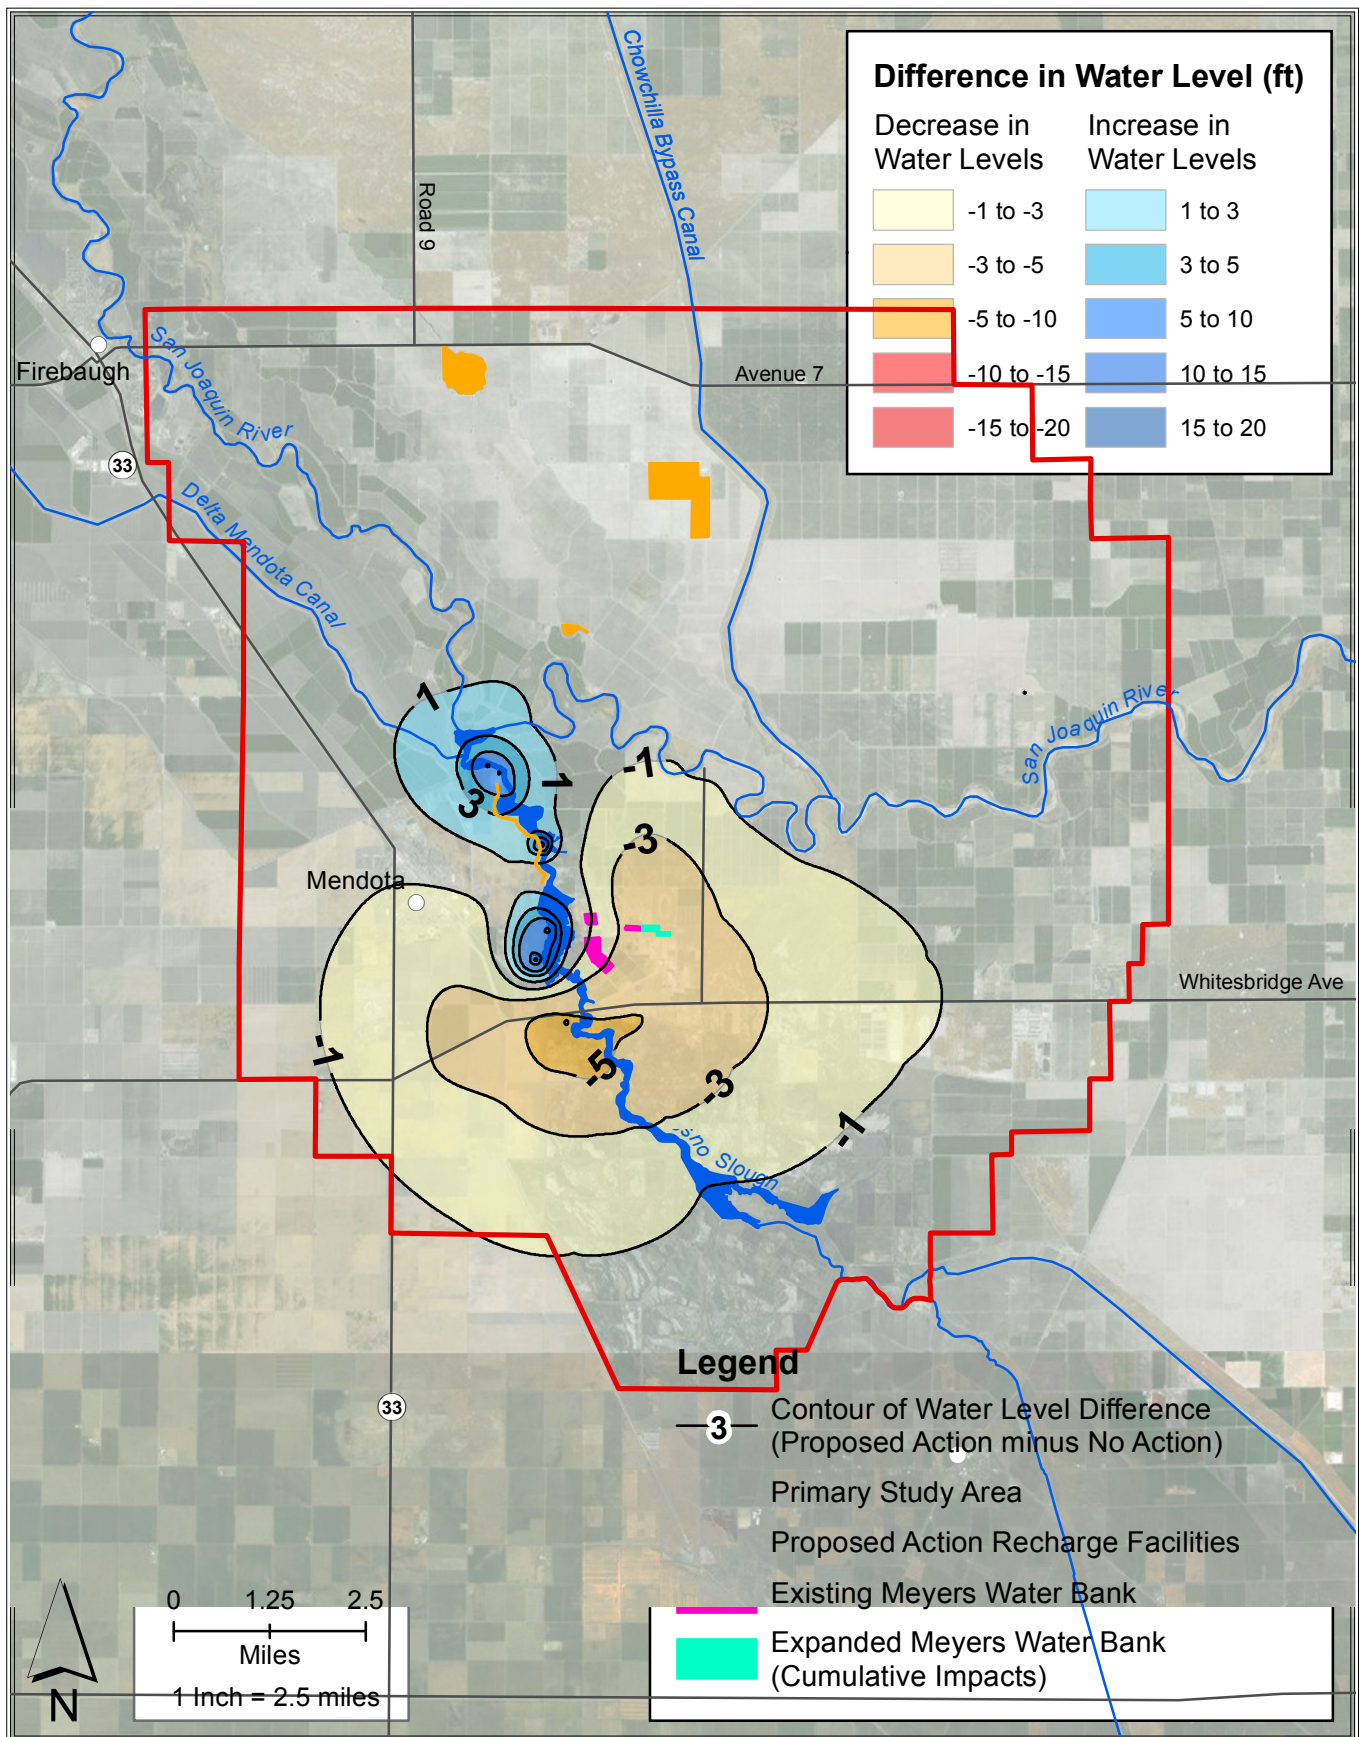 Difference in Water Level (ft)
Decrease in
Water Levels
Increase in
Water Levels
-1 to -3
1 to 3
-3 to -5
3 to 5
-5 to -10
5 to 10
-10 to -15
10 to 15
-15 to -20
15 to 20
Chowchilla Bypass Canal
Road 9
Firebaugh
San Joaquin River
Avenue 7
33
Delta Mendota Canal
San Joaquin River
1
1
3
-1
-3
Mendota
Whitesbridge Ave
-1
-5
-3
-1
Slough
Legend
3
Contour of Water Level Difference
(Proposed Action minus No Action)
Primary Study Area
Proposed Action Recharge Facilities
Existing Meyers Water Bank
Expanded Meyers Water Bank
(Cumulative Impacts)
33
0 1.25 2.5
Miles
1 Inch = 2.5 miles
N